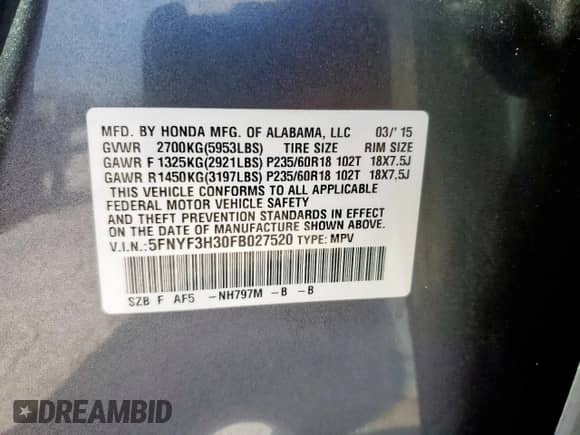 MFD. BY HONDA MFG. OF ALABAMA, LLC 03/'15
GVWR 2700KG(5953LBS) TIRE SIZE RIM SIZE
GAWR F 1325KG(2921LBS) P235/60R18 102T 18X7.5J
GAWR R1450KG(3197LBS) P235/60R18 102T 18X7.5J
THIS VEHICLE CONFORMS TO ALL APPLICABLE
FEDERAL MOTOR VEHICLE SAFETY
AND THEFT PREVENTION STANDARDS IN EFFECT
ON THE DATE OF MANUFACTURE SHOWN ABOVE.
V.I.N.: 5FNYF3H30FB027520 TYPE: MPV
SZB F AF5 -NH797M -B -B
DREAMBID